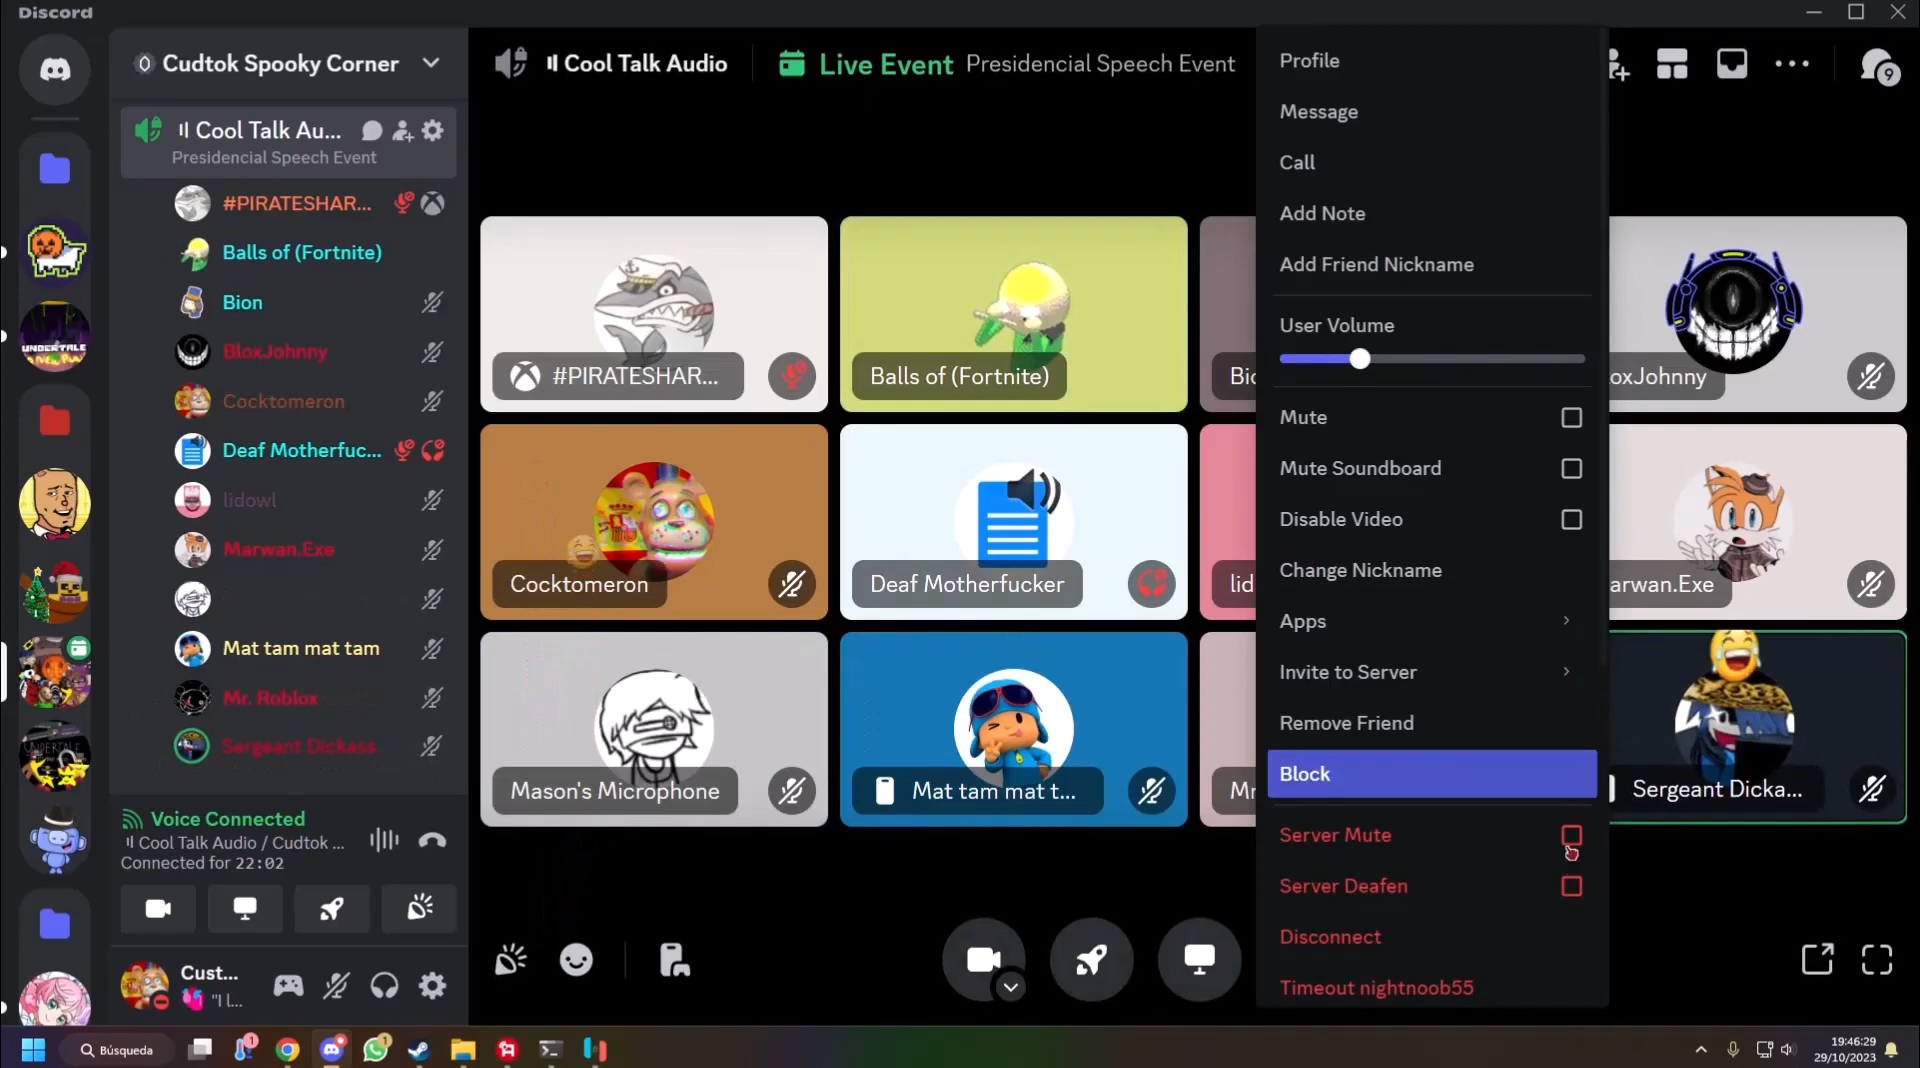 Discord
Cudtok Spooky Corner
Cool Talk Audio
Live Event
Presidencial Speech Event
9
Cool Talk Au...
Presidencial Speech Event
#PIRATESHAR...
Balls of (Fortnite)
Bion
BloxJohnny
Cocktomeron
Deaf Motherfuc...
lidowl
Marwan.Exe
Mat tam mat tam
Mr. Roblox
Sergeant Dickass
UNDERTALE
Voice Connected
Cool Talk Audio / Cudtok ...
Connected for 22:02
Cust...
"I l...
#PIRATESHAR...
Balls of (Fortnite)
Bio
oxJohnny
Cocktomeron
Deaf Motherfucker
lid
arwan.Exe
Mason's Microphone
Mat tam mat t...
Mr
Sergeant Dicka...
Profile
Message
Call
Add Note
Add Friend Nickname
User Volume
Mute
Mute Soundboard
Disable Video
Change Nickname
Apps
Invite to Server
Remove Friend
Block
Server Mute
Server Deafen
Disconnect
Timeout nightnoob55
Búsqueda
1
1
19:46:29
29/10/2023